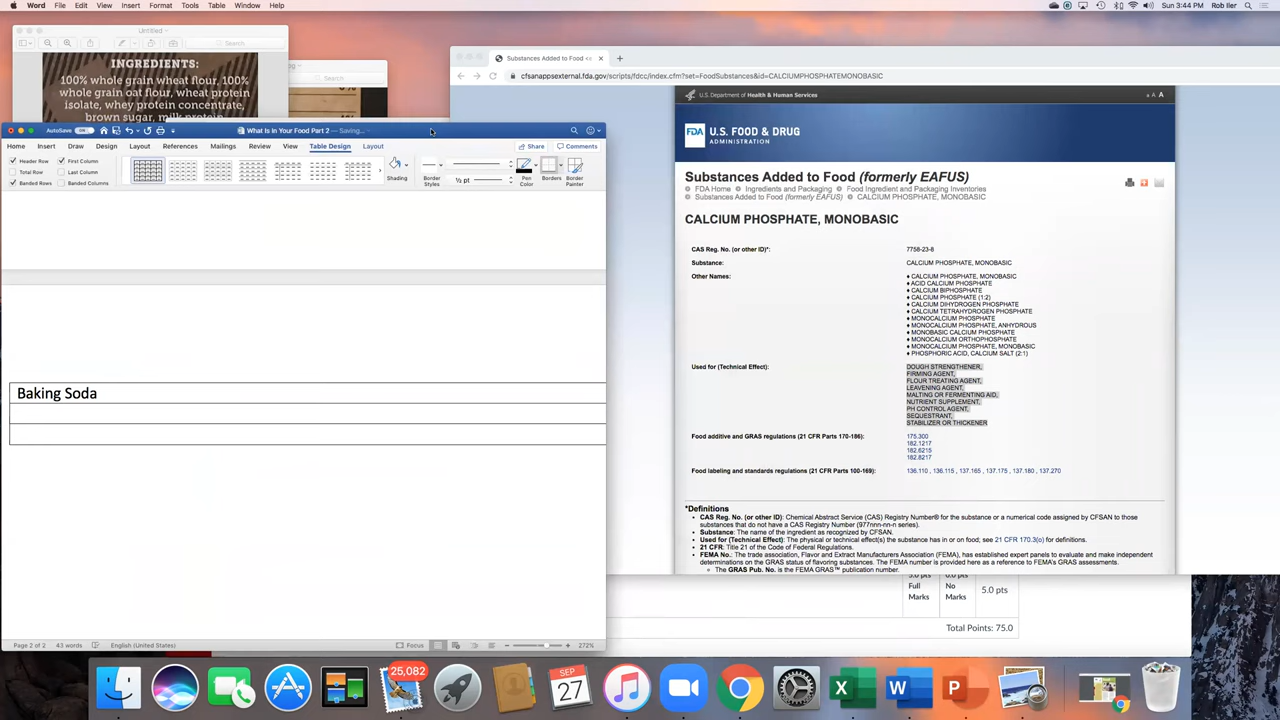 Word File Edit View Insert Format Tools Table Window Help
Sun 3:44 PM Rob Iler
Untitled
Search
INGREDIENTS:
100% whole grain wheat flour, 100%
whole grain oat flour, wheat protein
isolate, whey protein concentrate,
brown sugar, milk protein
Search
AutoSave What Is in Your Food Part 2 — Saving...
Home Insert Draw Design Layout References Mailings Review View Table Design Layout Share Comments
Header Row First Column
Total Row Last Column
Banded Rows Banded Columns
Shading
Border
Styles
½ pt
Pen
Color
Borders
Border
Painter
Baking Soda
Page 2 of 2 43 words English (United States) Focus 272%
Substances Added to Food
cfsanappsexternal.fda.gov/scripts/fdcc/index.cfm?set=FoodSubstances&id=CALCIUMPHOSPHATEMONOBASIC
U.S. Department of Health & Human Services A A A
FDA U.S. FOOD & DRUG
ADMINISTRATION
Substances Added to Food (formerly EAFUS)
FDA Home Ingredients and Packaging Food Ingredient and Packaging Inventories
Substances Added to Food (formerly EAFUS) CALCIUM PHOSPHATE, MONOBASIC
CALCIUM PHOSPHATE, MONOBASIC
CAS Reg. No. (or other ID)*: 7758-23-8
Substance: CALCIUM PHOSPHATE, MONOBASIC
Other Names: ♦ CALCIUM PHOSPHATE, MONOBASIC
♦ ACID CALCIUM PHOSPHATE
♦ CALCIUM BIPHOSPHATE
♦ CALCIUM PHOSPHATE (1:2)
♦ CALCIUM DIHYDROGEN PHOSPHATE
♦ CALCIUM TETRAHYDROGEN PHOSPHATE
♦ MONOCALCIUM PHOSPHATE
♦ MONOCALCIUM PHOSPHATE, ANHYDROUS
♦ MONOBASIC CALCIUM PHOSPHATE
♦ MONOCALCIUM ORTHOPHOSPHATE
♦ MONOCALCIUM PHOSPHATE, MONOBASIC
♦ PHOSPHORIC ACID, CALCIUM SALT (2:1)
Used for (Technical Effect): DOUGH STRENGTHENER,
FIRMING AGENT,
FLOUR TREATING AGENT,
LEAVENING AGENT,
MALTING OR FERMENTING AID,
NUTRIENT SUPPLEMENT,
PH CONTROL AGENT,
SEQUESTRANT,
STABILIZER OR THICKENER
Food additive and GRAS regulations (21 CFR Parts 170-186): 175.300
182.1217
182.6215
182.8217
Food labeling and standards regulations (21 CFR Parts 100-169): 136.110 , 136.115 , 137.165 , 137.175 , 137.180 , 137.270
*Definitions
• CAS Reg. No. (or other ID): Chemical Abstract Service (CAS) Registry Number® for the substance or a numerical code assigned by CFSAN to those
substances that do not have a CAS Registry Number (977nnn-nn-n series).
• Substance: The name of the ingredient as recognized by CFSAN.
• Used for (Technical Effect): The physical or technical effect(s) the substance has in or on food; see 21 CFR 170.3(o) for definitions.
• 21 CFR: Title 21 of the Code of Federal Regulations.
• FEMA No.: The trade association, Flavor and Extract Manufacturers Association (FEMA), has established expert panels to evaluate and make independent
determinations on the GRAS status of flavoring substances. The FEMA number is provided here as a reference to FEMA's GRAS assessments.
The GRAS Pub. No. is the FEMA GRAS™ publication number.
5.0 pts 0.0 pts
Full No 5.0 pts
Marks Marks
Total Points: 75.0
25,082
SEP
27